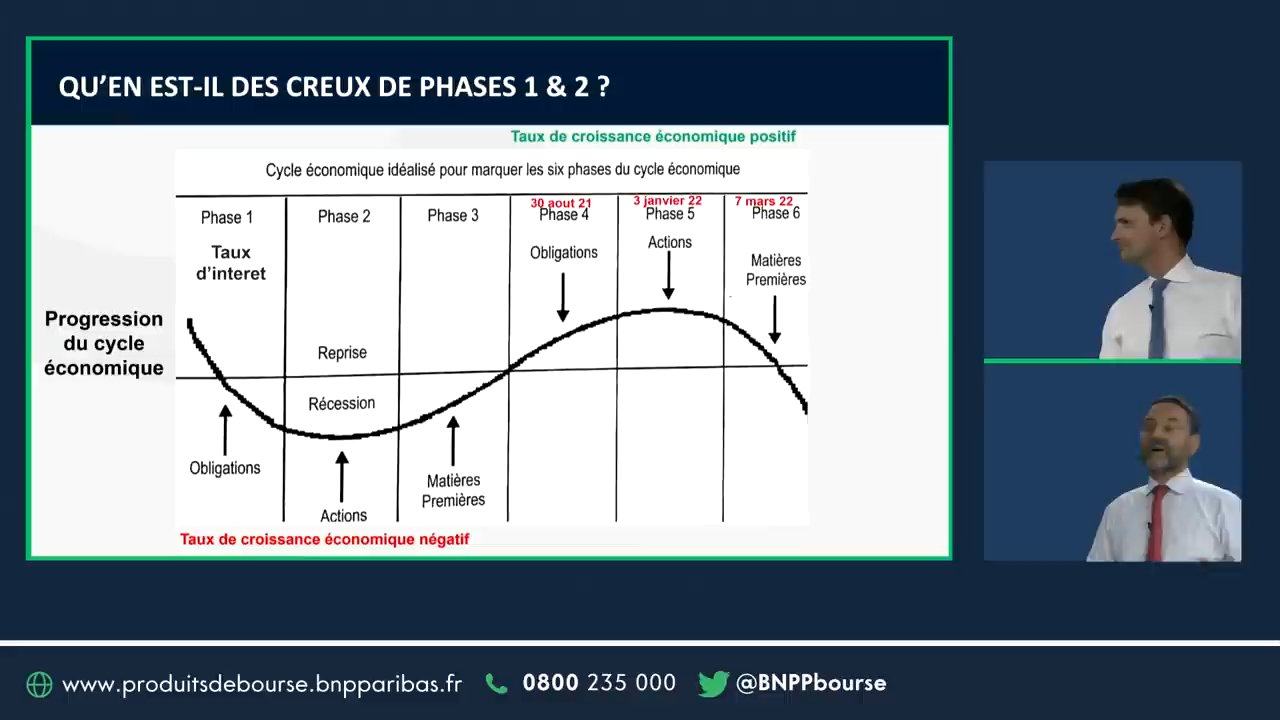 QU'EN EST-IL DES CREUX DE PHASES 1 & 2 ?
Taux de croissance économique positif
Cycle économique idéalisé pour marquer les six phases du cycle économique
30 aout 21
3 janvier 22
7 mars 22
Phase 1
Phase 2
Phase 3
Phase 4
Phase 5
Phase 6
Taux
d'interet
Obligations
Actions
Matières
Premières
Progression
du cycle
économique
Reprise
Récession
Obligations
Actions
Matières
Premières
Taux de croissance économique négatif
www.produitsdebourse.bnpparibas.fr
0800 235 000
@BNPPbourse